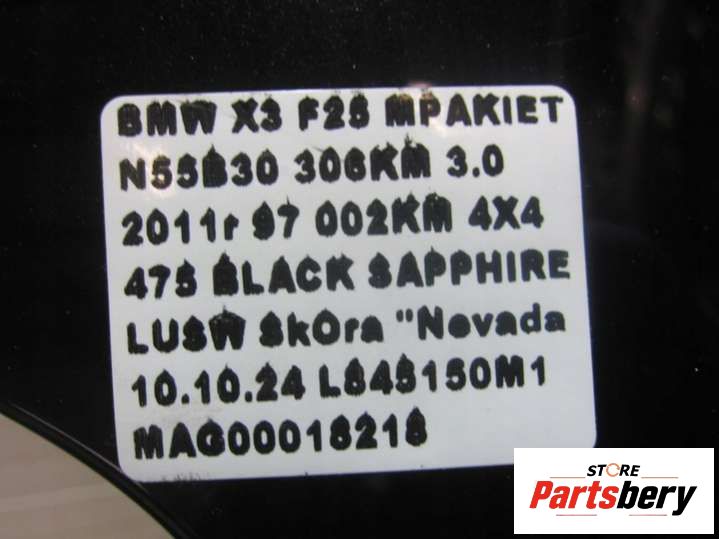 BMW X3 F25 MPAKIET
N55B30 306KM 3.0
2011r 97 002KM 4X4
475 BLACK SAPPHIRE
LUSW SkOra "Nevada
10.10.24 L845150M1
MAG00018218
STORE
Partsbery